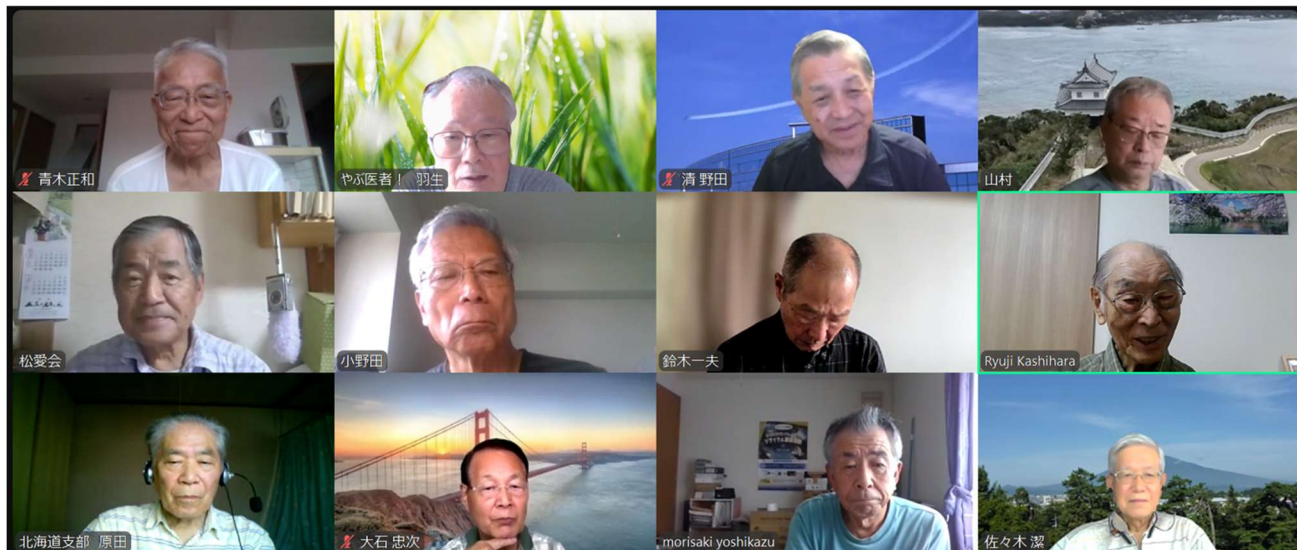 青木正和
やぶ医者！ 羽生
清 野田
山村
松愛会
小野田
鈴木一夫
Ryuji Kashihara
北海道支部 原田
大石 忠次
morisaki yoshikazu
佐々木 潔